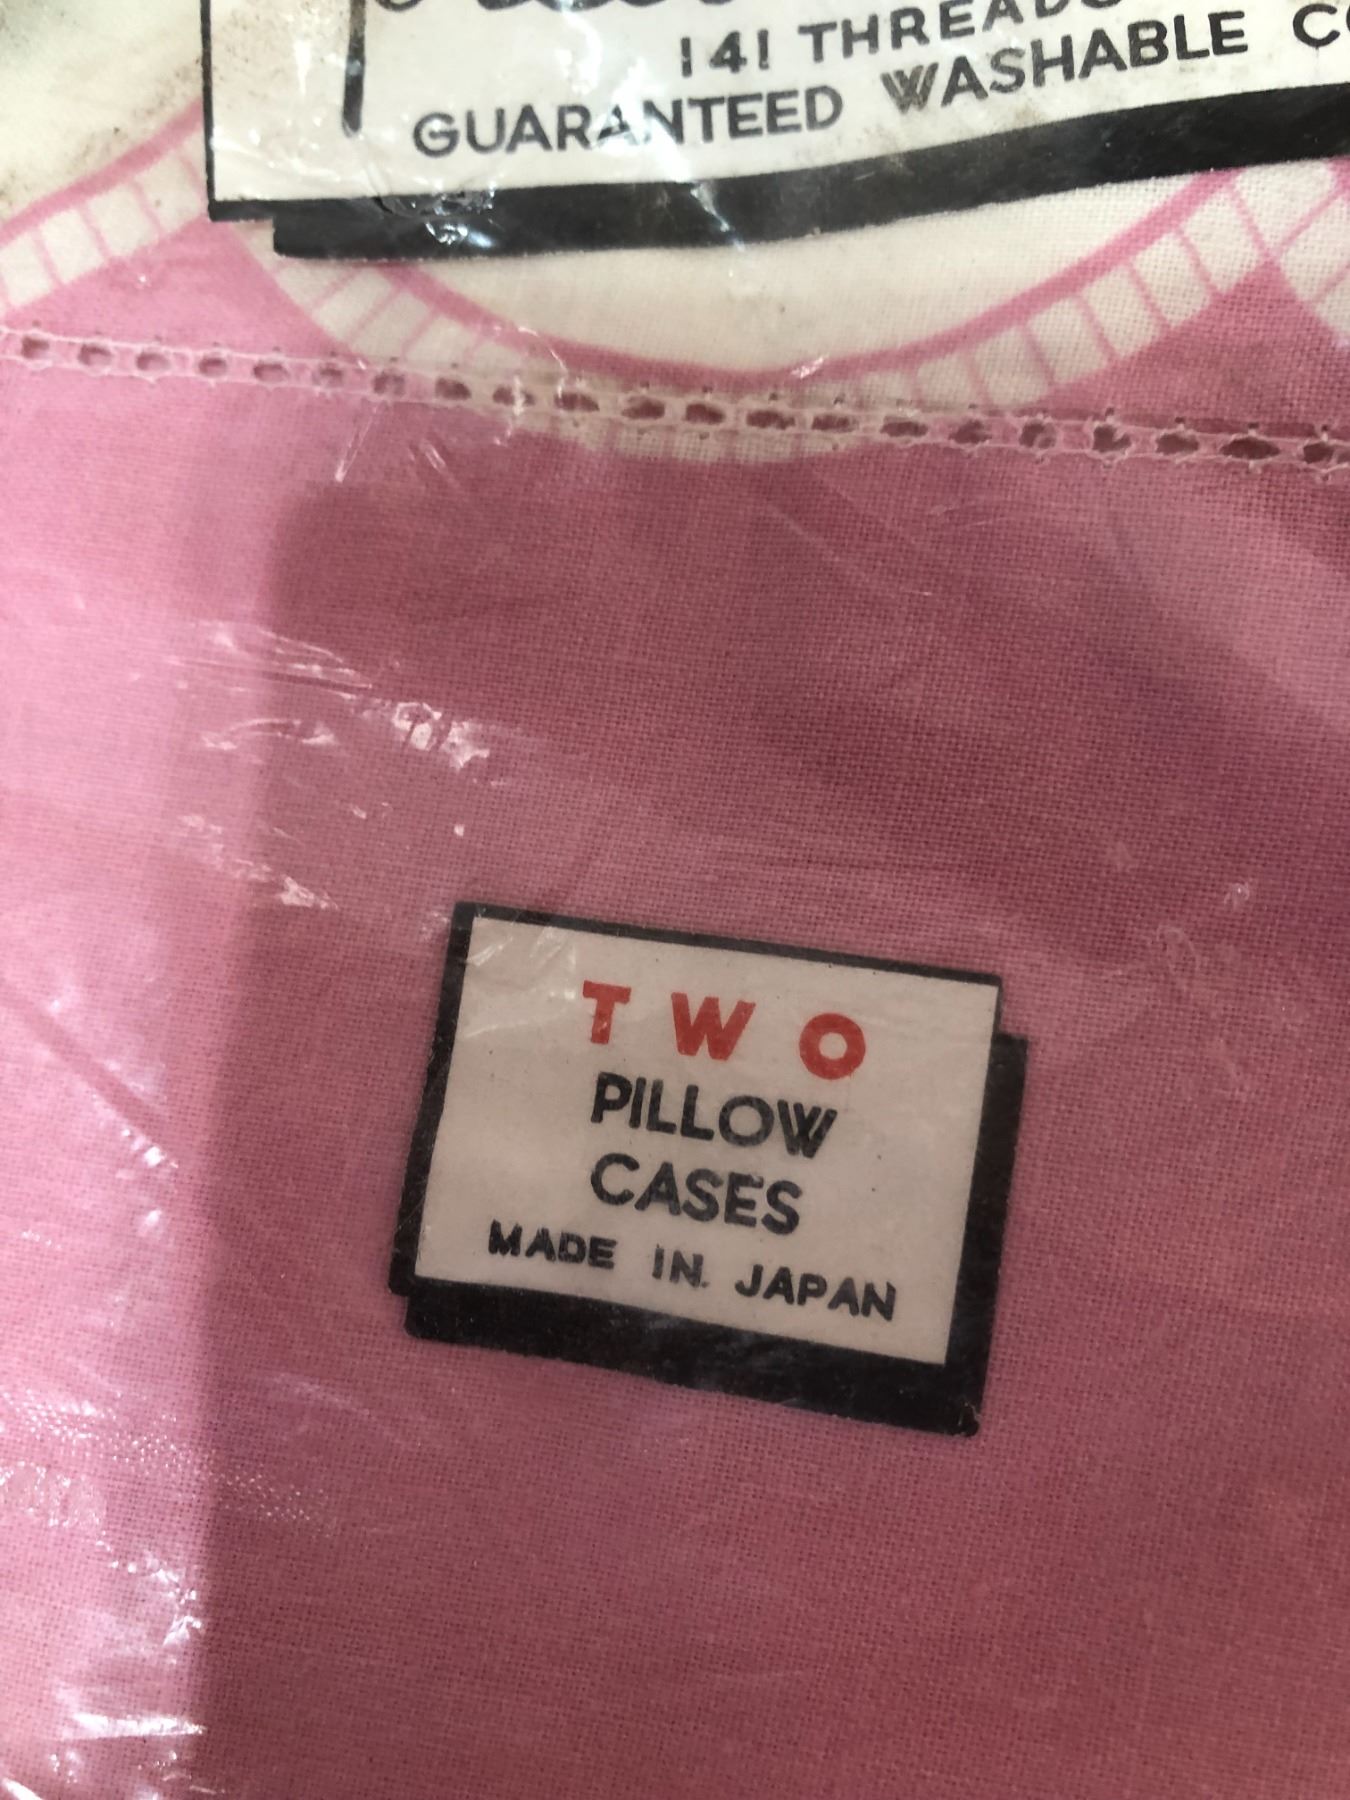 141 THREADS
GUARANTEED WASHABLE
TWO
PILLOW
CASES
MADE IN. JAPAN